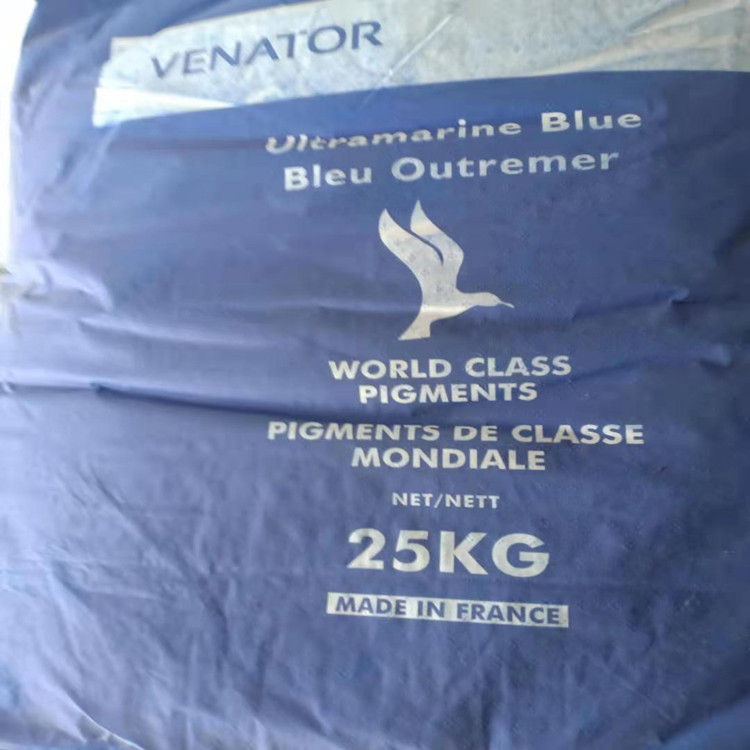 VENATOR
Ultramarine Blue
Bleu Outremer
WORLD CLASS
PIGMENTS
PIGMENTS DE CLASSE
MONDIALE
NET/NETT
25KG
MADE IN FRANCE